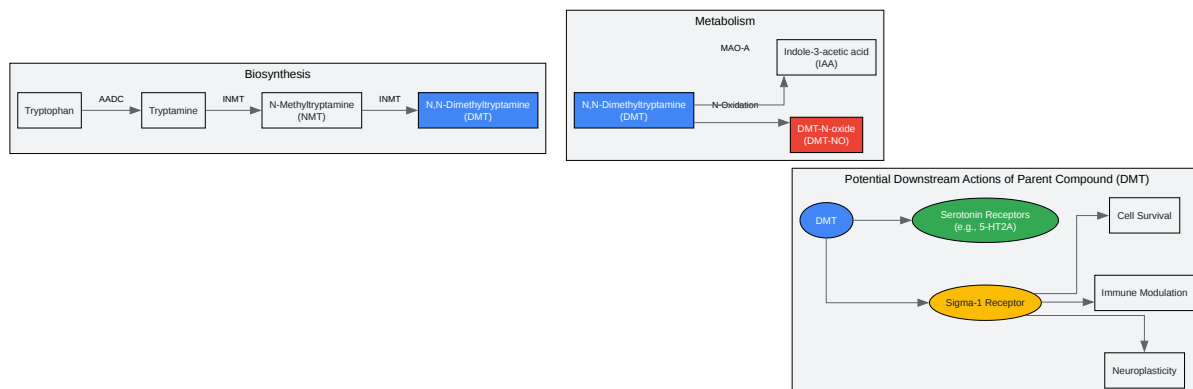 Biosynthesis
Tryptophan
AADC
Tryptamine
INMT
N-Methyltryptamine
(NMT)
INMT
N,N-Dimethyltryptamine
(DMT)
Metabolism
MAO-A
Indole-3-acetic acid
(IAA)
N,N-Dimethyltryptamine
(DMT)
N-Oxidation
DMT-N-oxide
(DMT-NO)
Potential Downstream Actions of Parent Compound (DMT)
DMT
Serotonin Receptors
(e.g., 5-HT2A)
Cell Survival
Sigma-1 Receptor
Immune Modulation
Neuroplasticity